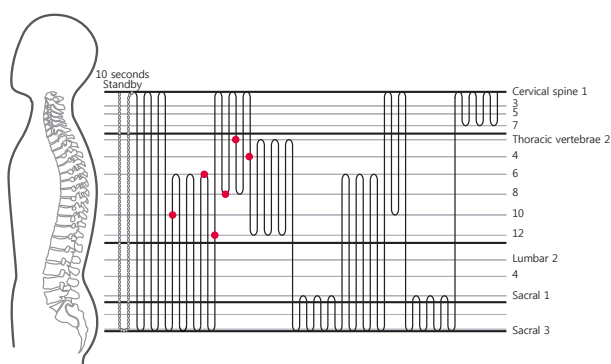 10 seconds
Standby
Cervical spine 1
3
5
7
Thoracic vertebrae 2
4
6
8
10
12
Lumbar 2
4
Sacral 1
Sacral 3